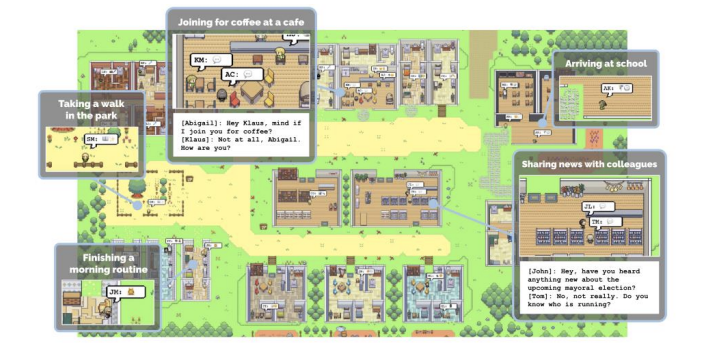 Joining for coffee at a cafe
KM:
AC:
[Abigail]: Hey Klaus, mind if
I join you for coffee?
[Klaus]: Not at all, Abigail.
How are you?
Taking a walk
in the park
SM:
Arriving at school
AK:
Sharing news with colleagues
JL:
TM:
[John]: Hey, have you heard
anything new about the
upcoming mayoral election?
[Tom]: No, not really. Do you
know who is running?
Finishing a
morning routine
JM: